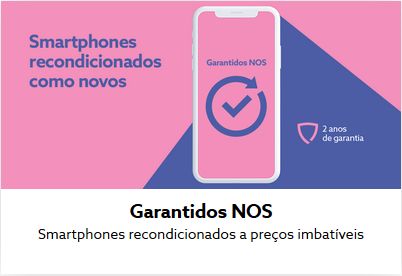 Smartphones
recondicionados
como novos
Garantidos NOS
2 anos
de garantia
Garantidos NOS
Smartphones recondicionados a preços imbatíveis